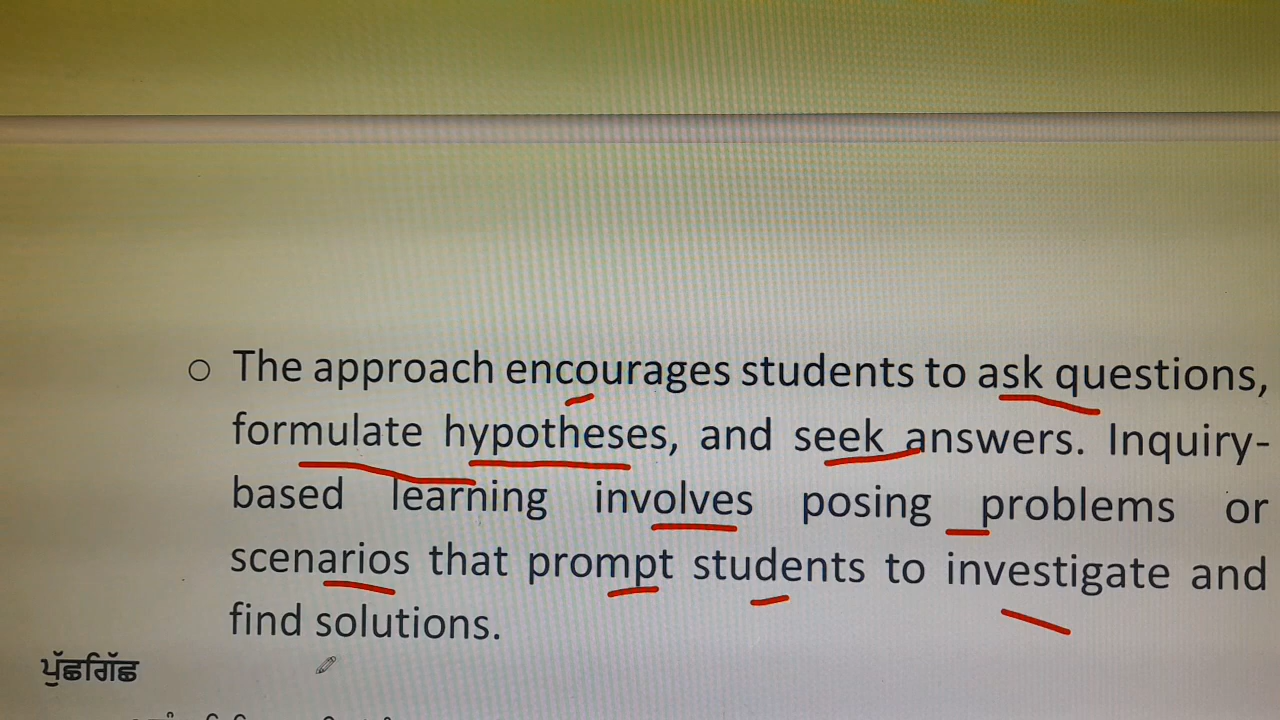 ○ The approach encourages students to ask questions,
formulate hypotheses, and seek answers. Inquiry-
based learning involves posing problems or
scenarios that prompt students to investigate and
find solutions.
ਪੁੱਛਗਿੱਛ